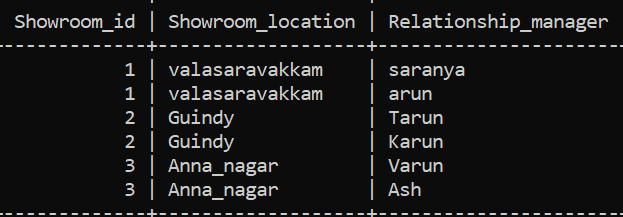 Showroom_id | Showroom_location | Relationship_manager
------------+-------------------+---------------------
1 | valasaravakkam | saranya
1 | valasaravakkam | arun
2 | Guindy | Tarun
2 | Guindy | Karun
3 | Anna_nagar | Varun
3 | Anna_nagar | Ash
------------+-------------------+---------------------